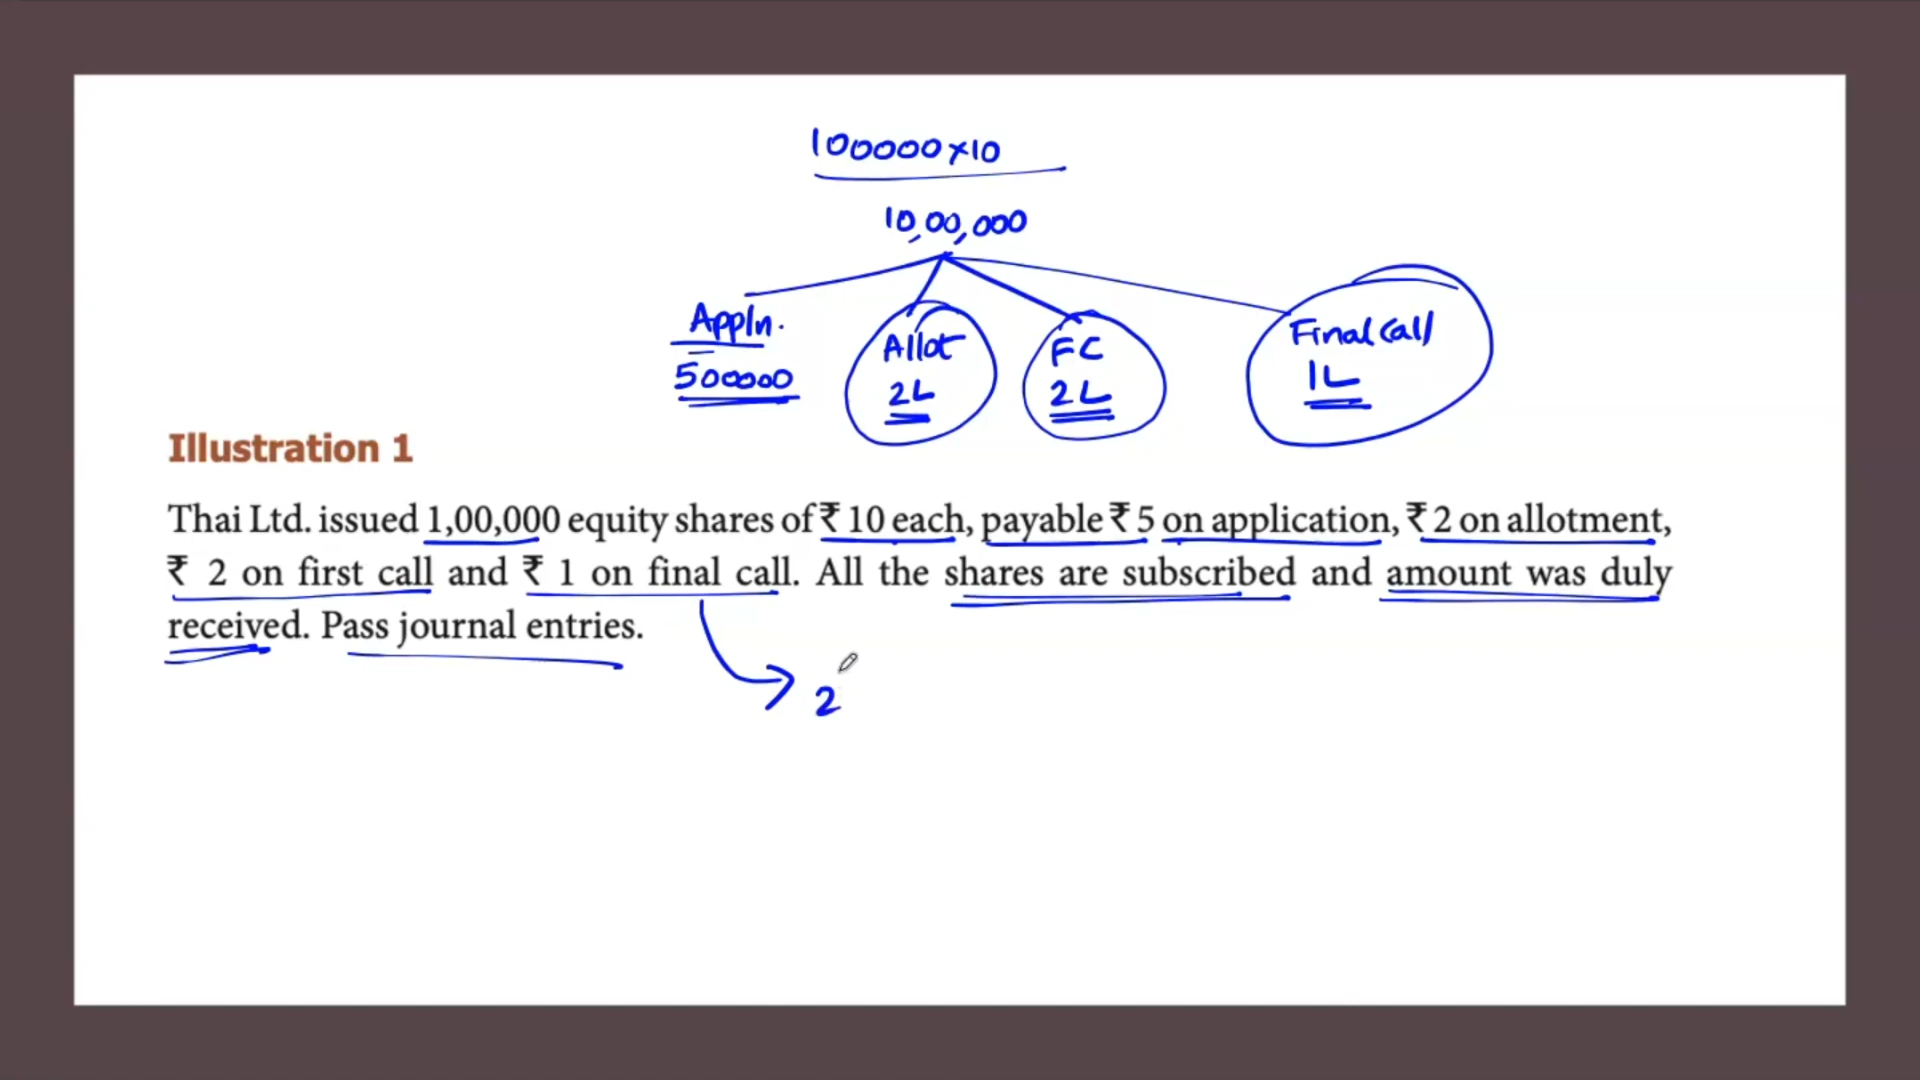 100000×10
10,00,000
Appln.
500000
Allot
2L
FC
2L
Final Call
1L
Illustration 1
Thai Ltd. issued 1,00,000 equity shares of ₹ 10 each, payable ₹ 5 on application, ₹ 2 on allotment,
₹ 2 on first call and ₹ 1 on final call. All the shares are subscribed and amount was duly
received. Pass journal entries.
2